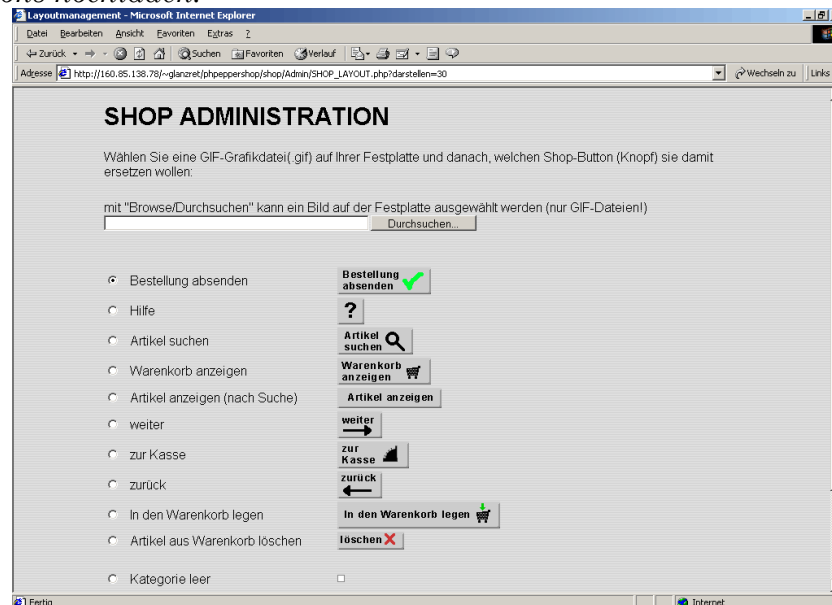 Layoutmanagement - Microsoft Internet Explorer
Datei Bearbeiten Ansicht Favoriten Extras ?
Zurück Suchen Favoriten Verlauf
Adresse http://160.85.138.78/~glanzret/phpeppershop/shop/Admin/SHOP_LAYOUT.php?darstellen=30 Wechseln zu Links
SHOP ADMINISTRATION
Wählen Sie eine GIF-Grafikdatei(.gif) auf Ihrer Festplatte und danach, welchen Shop-Button (Knopf) sie damit
ersetzen wollen:
mit "Browse/Durchsuchen" kann ein Bild auf der Festplatte ausgewählt werden (nur GIF-Dateien!)
Durchsuchen...
Bestellung absenden Bestellung absenden
Hilfe ?
Artikel suchen Artikel suchen
Warenkorb anzeigen Warenkorb anzeigen
Artikel anzeigen (nach Suche) Artikel anzeigen
weiter weiter
zur Kasse zur Kasse
zurück zurück
In den Warenkorb legen In den Warenkorb legen
Artikel aus Warenkorb löschen löschen
Kategorie leer
Fertig Internet